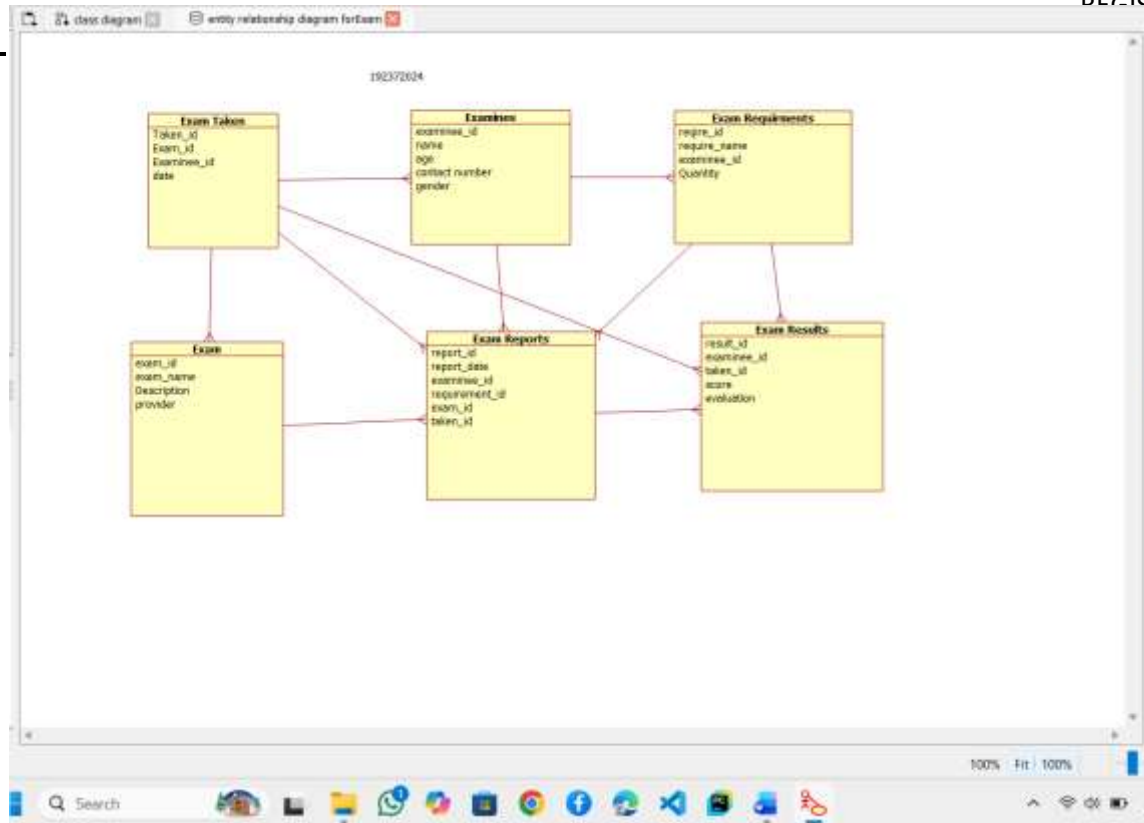 class diagram
entity relationship diagram forExam
192372024
Exam Taken
Taken_id
Exam_id
Examinee_id
date
Examinee
examinee_id
name
age
contact number
gender
Exam Requirments
reqire_id
require_name
examinee_id
Quantity
Exam
exam_id
exam_name
Description
provider
Exam Reports
report_id
report_date
examinee_id
requirement_id
exam_id
taken_id
Exam Results
result_id
examinee_id
taken_id
score
evaluation
100% Fit 100%
Search